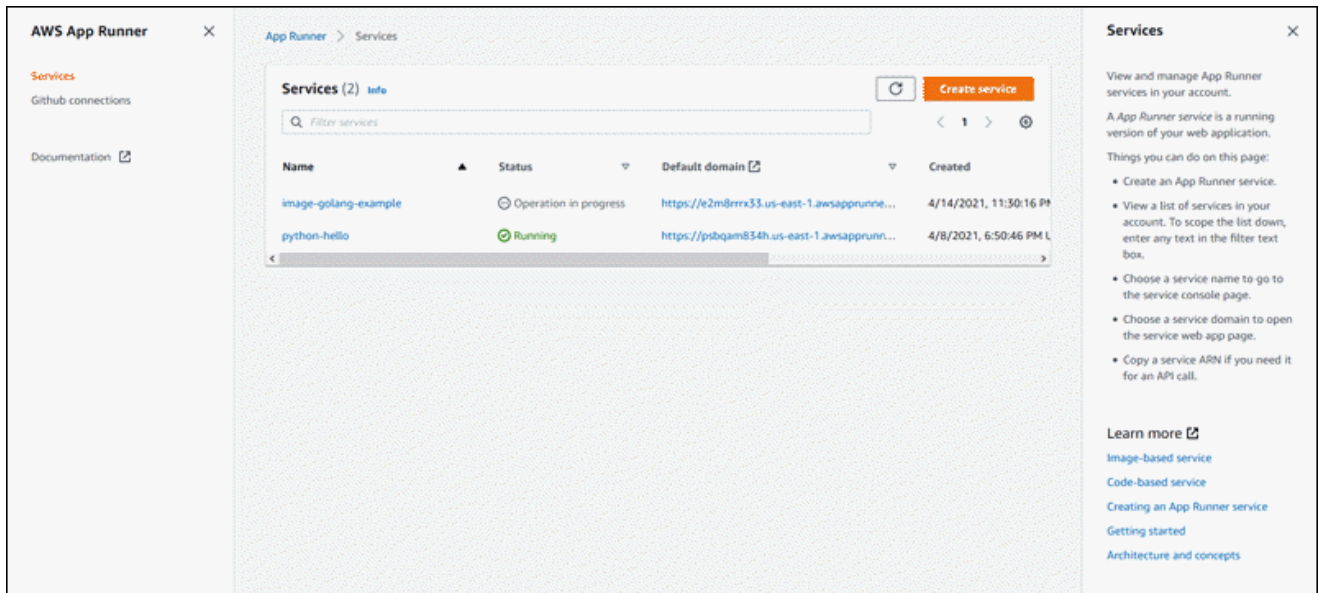 AWS App Runner
Services
Github connections
Documentation
App Runner > Services
Services (2) Info
Create service
Filter services
< 1 >
Name Status Default domain Created
image-golang-example Operation in progress https://e2m8rrrx33.us-east-1.awsapprunne... 4/14/2021, 11:30:16 PM
python-hello Running https://psbqam834h.us-east-1.awsapprunn... 4/8/2021, 6:50:46 PM U
Services
View and manage App Runner
services in your account.
A App Runner service is a running
version of your web application.
Things you can do on this page:
• Create an App Runner service.
• View a list of services in your
account. To scope the list down,
enter any text in the filter text
box.
• Choose a service name to go to
the service console page.
• Choose a service domain to open
the service web app page.
• Copy a service ARN if you need it
for an API call.
Learn more
Image-based service
Code-based service
Creating an App Runner service
Getting started
Architecture and concepts